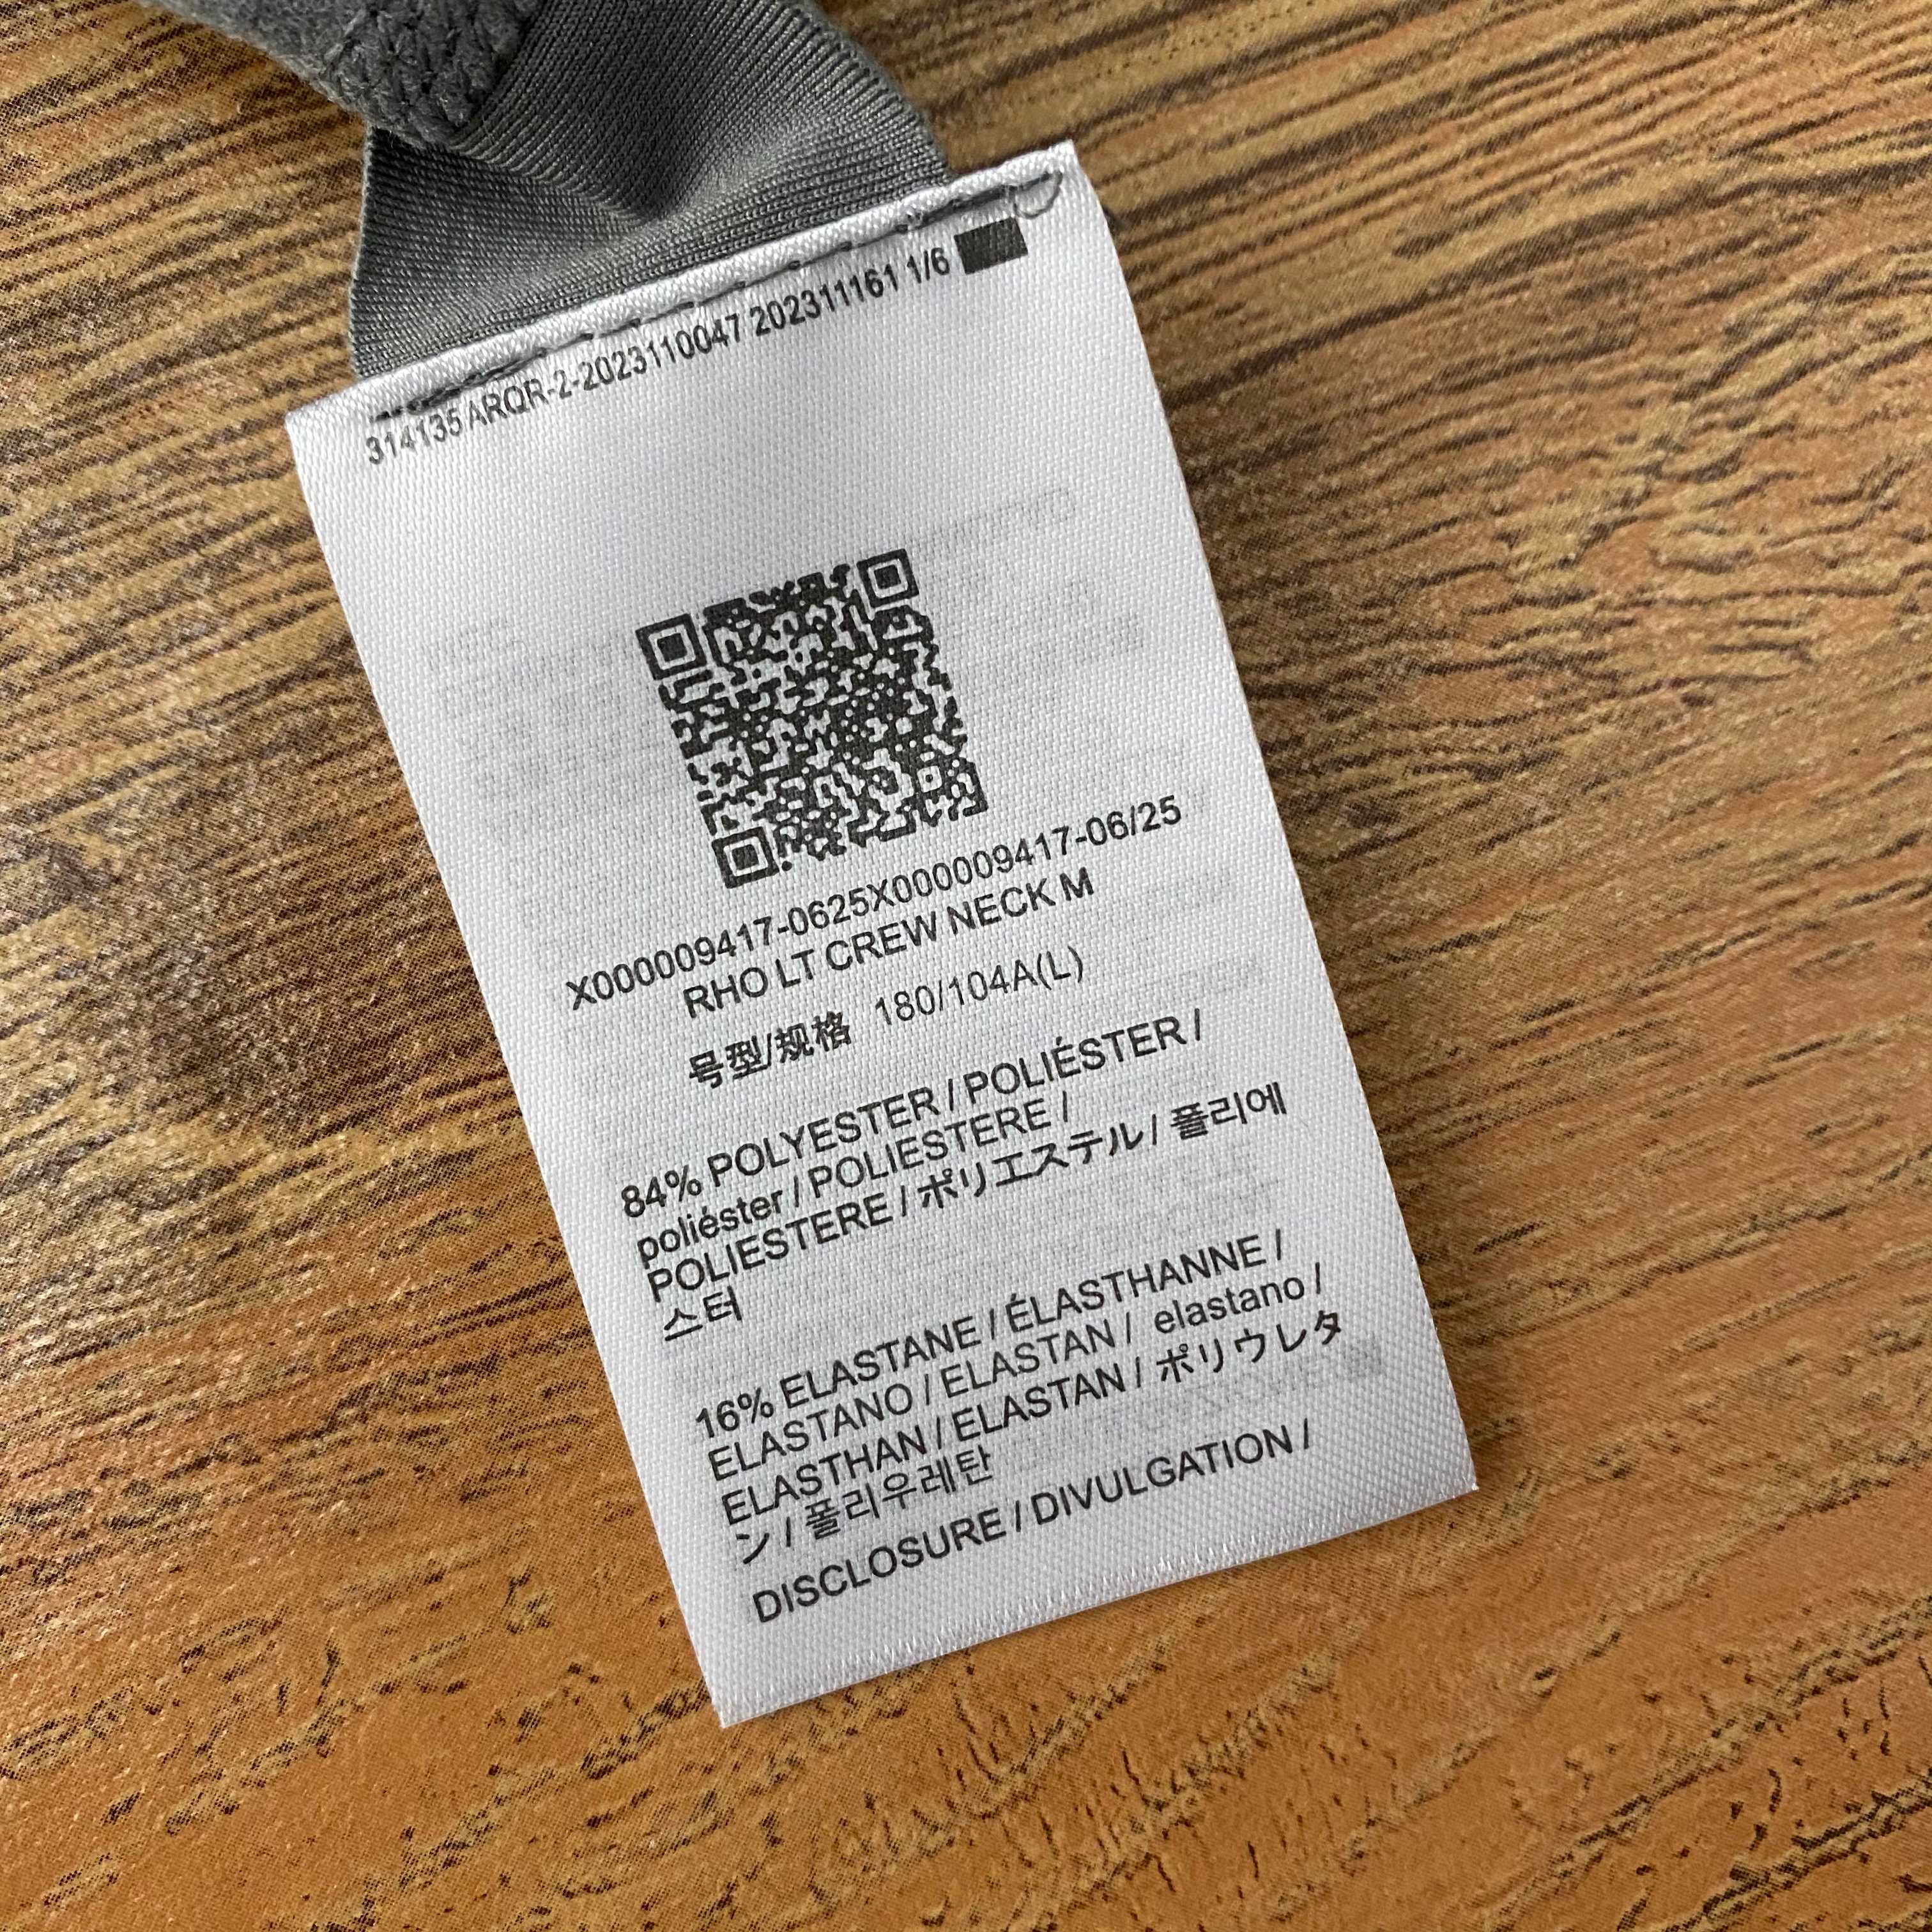 314135 ARQR-2-2023110047 202311161 1/6
X000009417-0625X000009417-06/25
RHO LT CREW NECK M
号型/规格 180/104A(L)
84% POLYESTER / POLIÉSTER /
poliéster / POLIESTERE /
POLIESTERE / ポリエステル / 폴리에
스터
16% ELASTANE / ÉLASTHANNE /
ELASTANO / ELASTAN / elastano /
ELASTHAN / ELASTAN / ポリウレタ
ン / 폴리우레탄
DISCLOSURE / DIVULGATION /